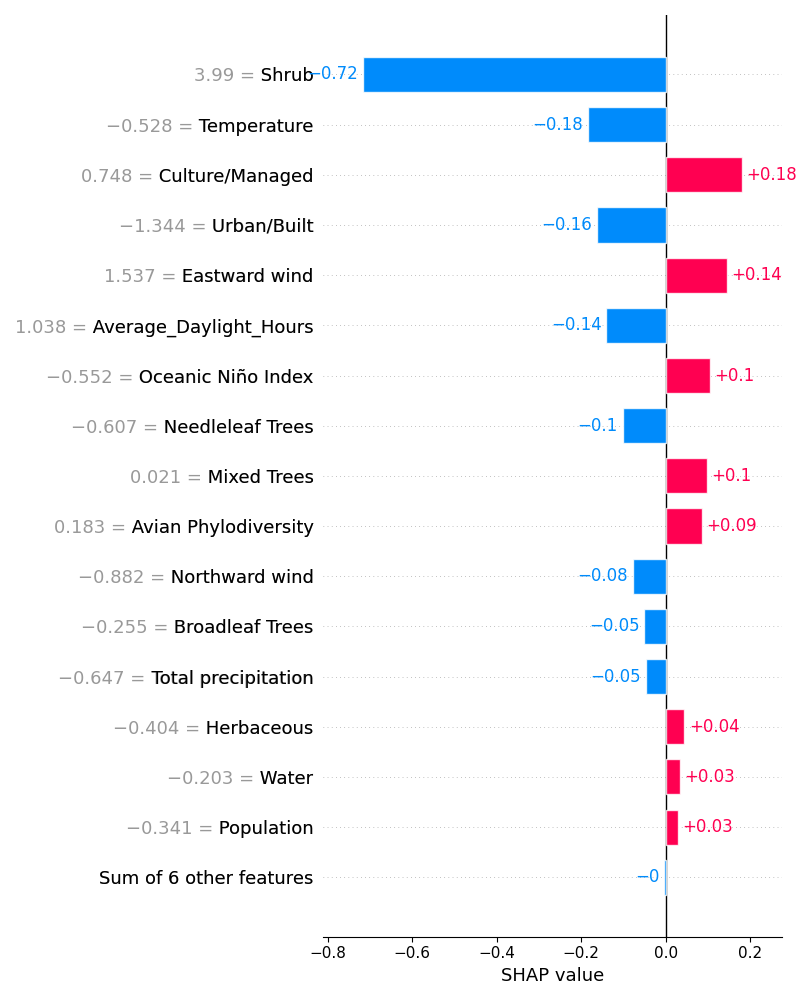 3.99 = Shrub −0.72
−0.528 = Temperature −0.18
0.748 = Culture/Managed +0.18
−1.344 = Urban/Built −0.16
1.537 = Eastward wind +0.14
1.038 = Average_Daylight_Hours −0.14
−0.552 = Oceanic Niño Index +0.1
−0.607 = Needleleaf Trees −0.1
0.021 = Mixed Trees +0.1
0.183 = Avian Phylodiversity +0.09
−0.882 = Northward wind −0.08
−0.255 = Broadleaf Trees −0.05
−0.647 = Total precipitation −0.05
−0.404 = Herbaceous +0.04
−0.203 = Water +0.03
−0.341 = Population +0.03
Sum of 6 other features −0
−0.8 −0.6 −0.4 −0.2 0.0 0.2
SHAP value